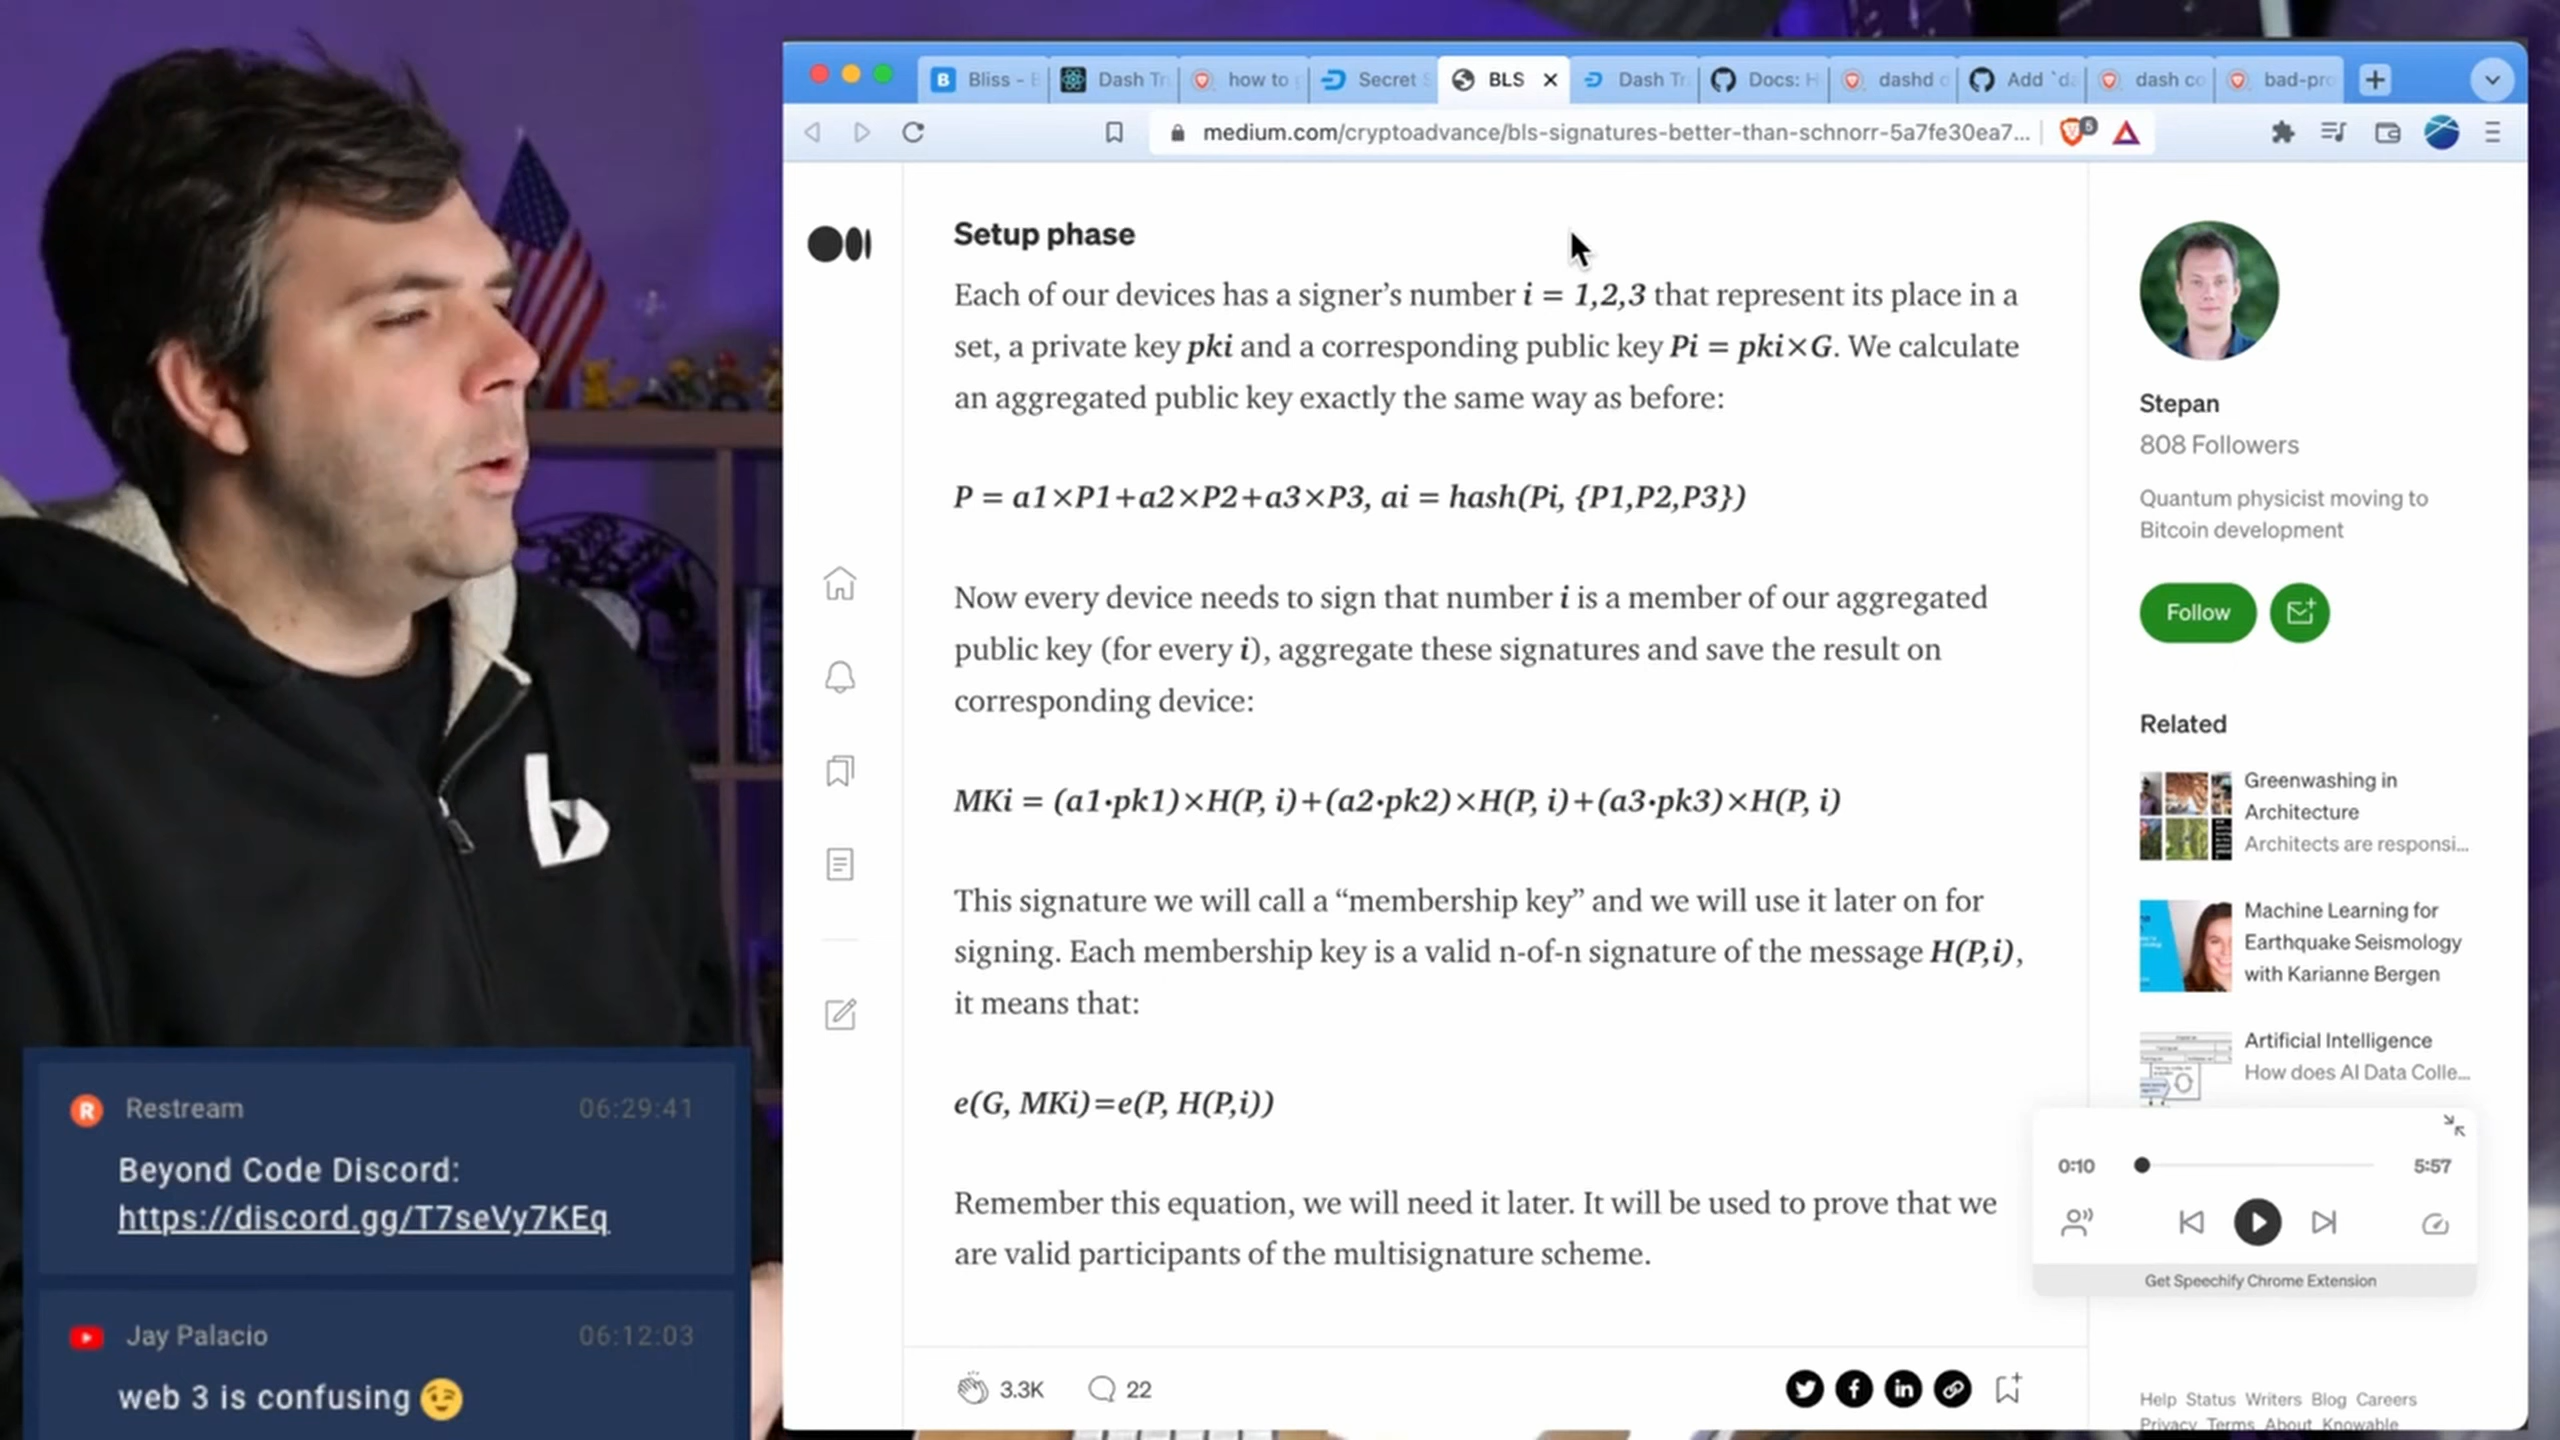 Bliss - B
Dash Tr
how to
Secret S
BLS
Dash Tr
Docs: H
dashd o
Add `da
dash co
bad-pro
medium.com/cryptoadvance/bls-signatures-better-than-schnorr-5a7fe30ea7...
5
Setup phase
Each of our devices has a signer’s number i = 1,2,3 that represent its place in a
set, a private key pki and a corresponding public key Pi = pki×G. We calculate
an aggregated public key exactly the same way as before:
P = a1×P1+a2×P2+a3×P3, ai = hash(Pi, {P1,P2,P3})
Now every device needs to sign that number i is a member of our aggregated
public key (for every i), aggregate these signatures and save the result on
corresponding device:
MKi = (a1⋅pk1)×H(P, i)+(a2⋅pk2)×H(P, i)+(a3⋅pk3)×H(P, i)
This signature we will call a “membership key” and we will use it later on for
signing. Each membership key is a valid n-of-n signature of the message H(P,i),
it means that:
e(G, MKi)=e(P, H(P,i))
Remember this equation, we will need it later. It will be used to prove that we
are valid participants of the multisignature scheme.
3.3K
22
Stepan
808 Followers
Quantum physicist moving to
Bitcoin development
Follow
Related
Greenwashing in
Architecture
Architects are responsi...
Machine Learning for
Earthquake Seismology
with Karianne Bergen
Artificial Intelligence
How does AI Data Colle...
0:10
5:57
Get Speechify Chrome Extension
Help Status Writers Blog Careers
Privacy Terms About Knowable
b
R Restream 06:29:41
Beyond Code Discord:
https://discord.gg/T7seVy7KEq
Jay Palacio 06:12:03
web 3 is confusing 😉